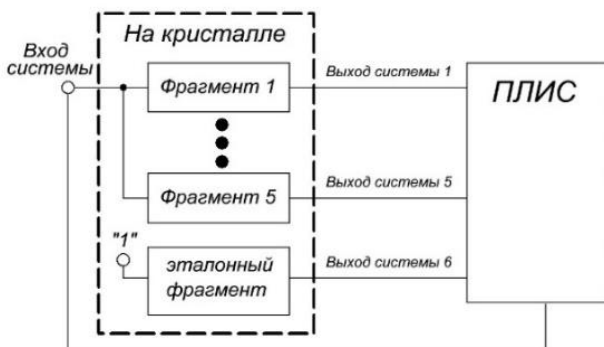 На кристалле
Вход
системы
Фрагмент 1
Выход системы 1
ПЛИС
Фрагмент 5
Выход системы 5
"1"
эталонный
фрагмент
Выход системы 6